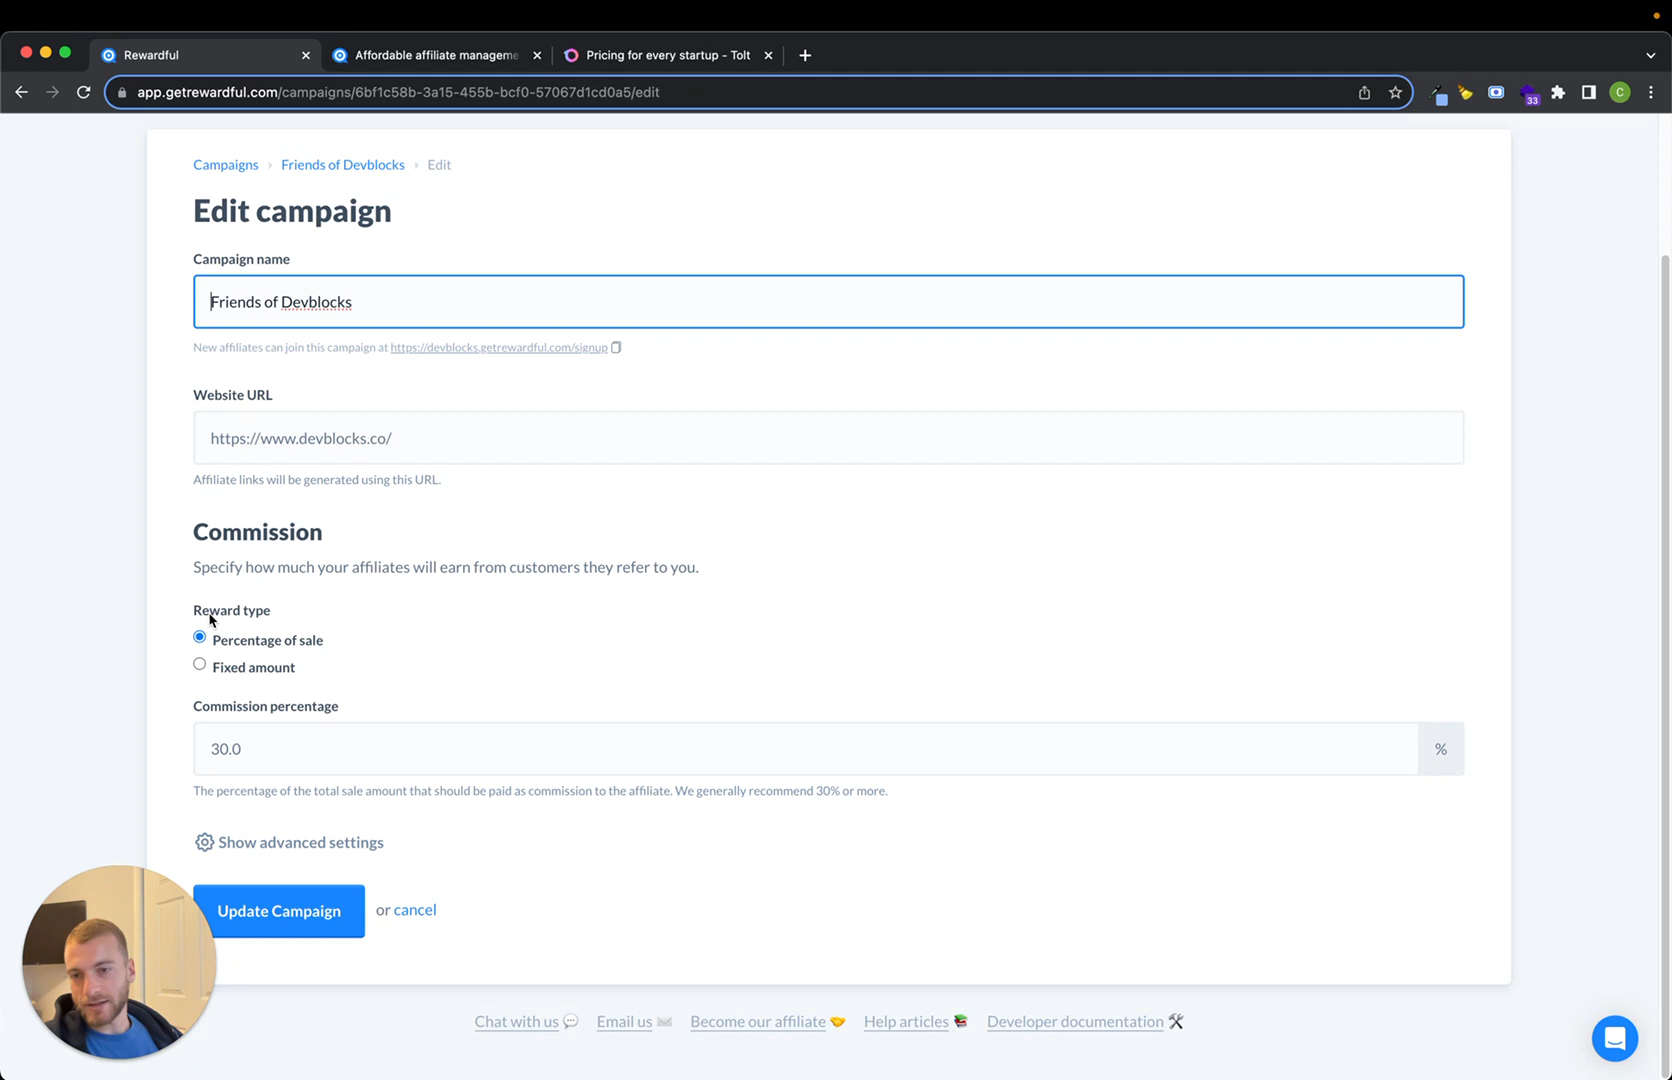 Rewardful
Affordable affiliate manageme
Pricing for every startup - Tolt
app.getrewardful.com/campaigns/6bf1c58b-3a15-455b-bcf0-57067d1cd0a5/edit
33
C
Campaigns › Friends of Devblocks › Edit
Edit campaign
Campaign name
Friends of Devblocks
New affiliates can join this campaign at https://devblocks.getrewardful.com/signup
Website URL
https://www.devblocks.co/
Affiliate links will be generated using this URL.
Commission
Specify how much your affiliates will earn from customers they refer to you.
Reward type
Percentage of sale
Fixed amount
Commission percentage
30.0
%
The percentage of the total sale amount that should be paid as commission to the affiliate. We generally recommend 30% or more.
Show advanced settings
Update Campaign or cancel
Chat with us 💬 Email us ✉️ Become our affiliate 🤝 Help articles 📚 Developer documentation 🛠